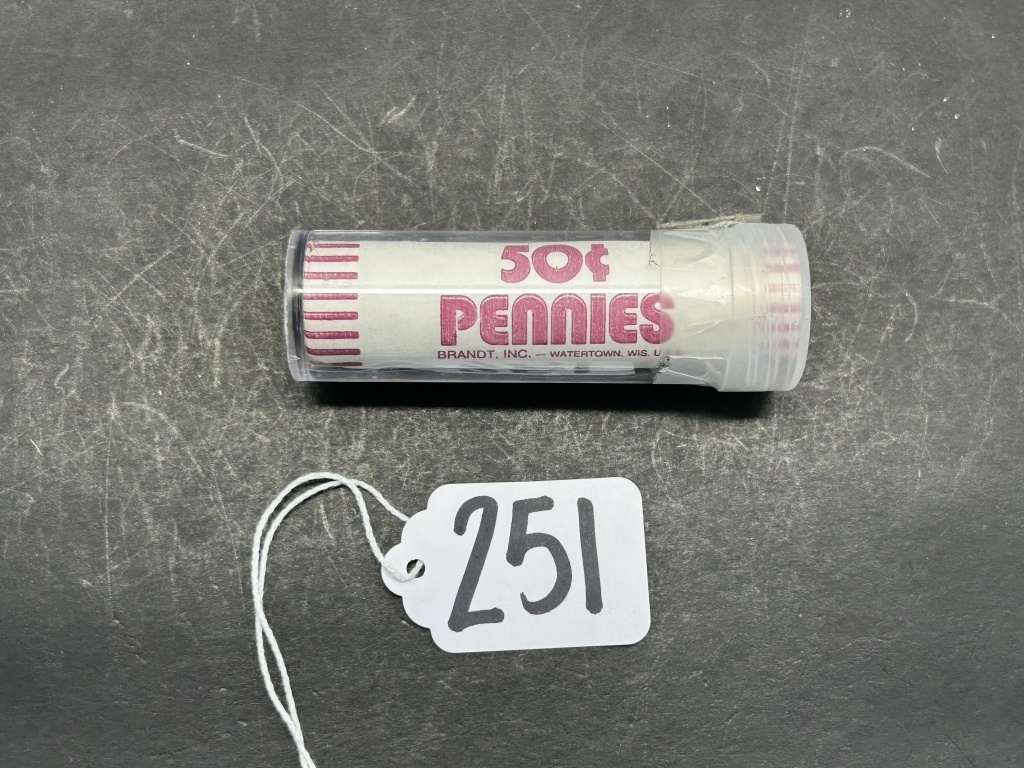 50¢
PENNIES
BRANDT, INC. — WATERTOWN, WIS. U
251